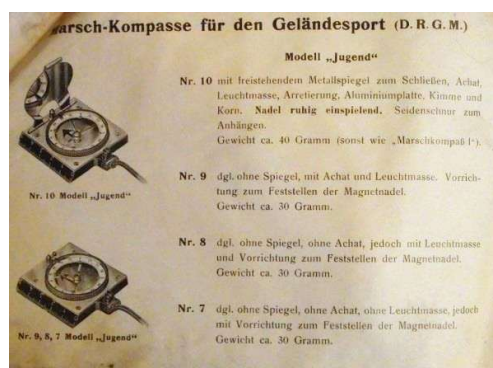 Marsch-Kompasse für den Geländesport (D. R. G. M.)
Modell „Jugend“
Nr. 10 mit freistehendem Metallspiegel zum Schließen, Achat,
Leuchtmasse, Arretierung, Aluminiumplatte, Kimme und
Korn. Nadel ruhig einspielend. Seidenschnur zum
Anhängen.
Gewicht ca. 40 Gramm (sonst wie „Marschkompaß I“).
Nr. 10 Modell „Jugend“
Nr. 9 dgl. ohne Spiegel, mit Achat und Leuchtmasse. Vorrich-
tung zum Feststellen der Magnetnadel.
Gewicht ca. 30 Gramm.
Nr. 8 dgl. ohne Spiegel, ohne Achat, jedoch mit Leuchtmasse
und Vorrichtung zum Feststellen der Magnetnadel.
Gewicht ca. 30 Gramm.
Nr. 7 dgl. ohne Spiegel, ohne Achat, ohne Leuchtmasse, jedoch
mit Vorrichtung zum Feststellen der Magnetnadel.
Gewicht ca. 30 Gramm.
Nr. 9, 8, 7 Modell „Jugend“